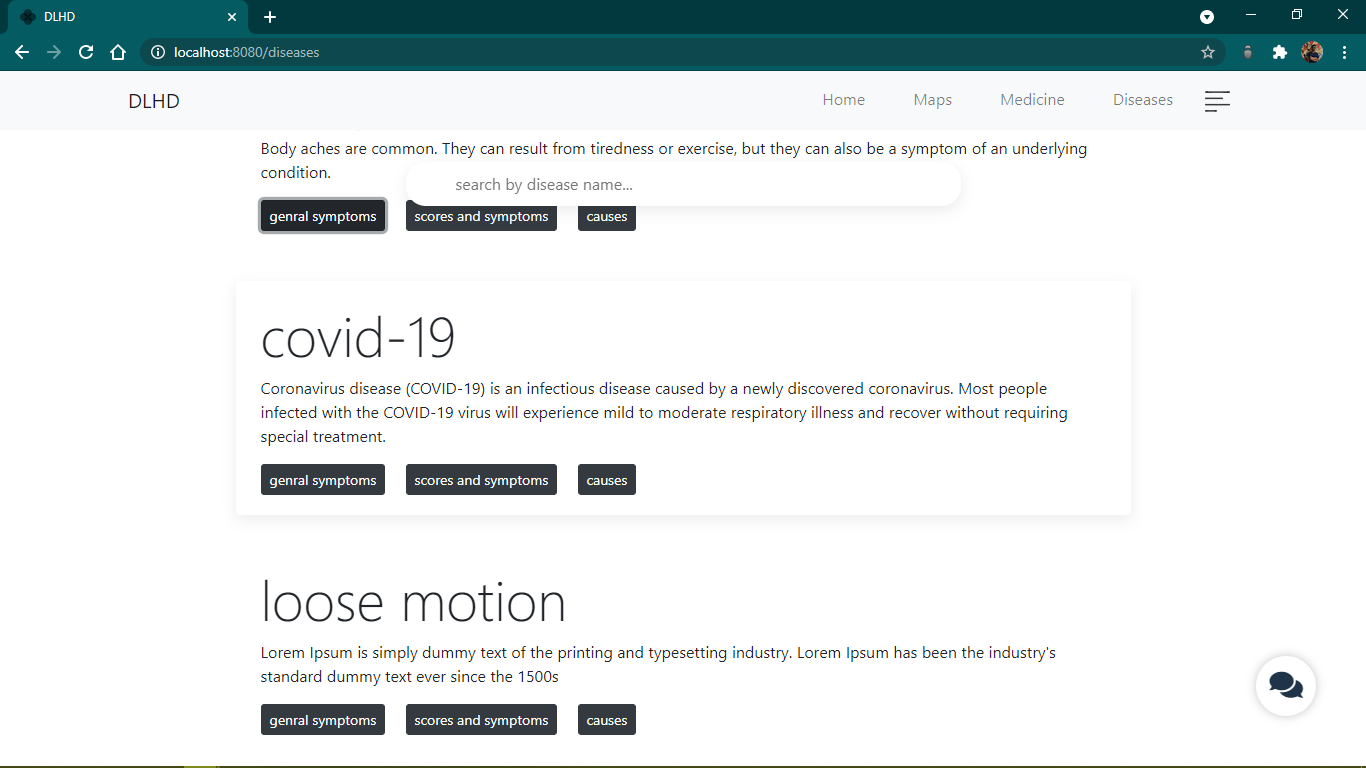 DLHD
localhost:8080/diseases
DLHD Home Maps Medicine Diseases
Body aches are common. They can result from tiredness or exercise, but they can also be a symptom of an underlying
condition.
search by disease name...
genral symptoms scores and symptoms causes
covid-19
Coronavirus disease (COVID-19) is an infectious disease caused by a newly discovered coronavirus. Most people
infected with the COVID-19 virus will experience mild to moderate respiratory illness and recover without requiring
special treatment.
genral symptoms scores and symptoms causes
loose motion
Lorem Ipsum is simply dummy text of the printing and typesetting industry. Lorem Ipsum has been the industry's
standard dummy text ever since the 1500s
genral symptoms scores and symptoms causes